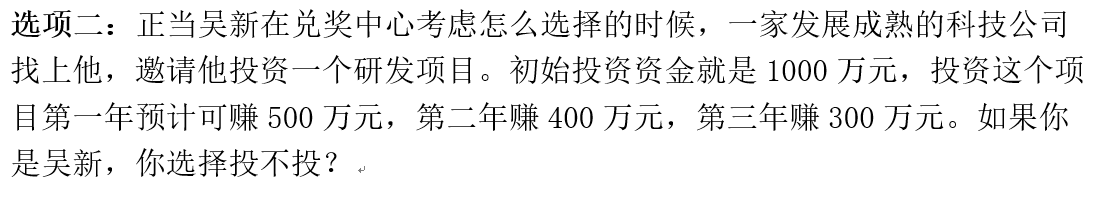 选项二：正当吴新在兑奖中心考虑怎么选择的时候，一家发展成熟的科技公司
找上他，邀请他投资一个研发项目。初始投资资金就是 1000 万元，投资这个项
目第一年预计可赚 500 万元，第二年赚 400 万元，第三年赚 300 万元。如果你
是吴新，你选择投不投？